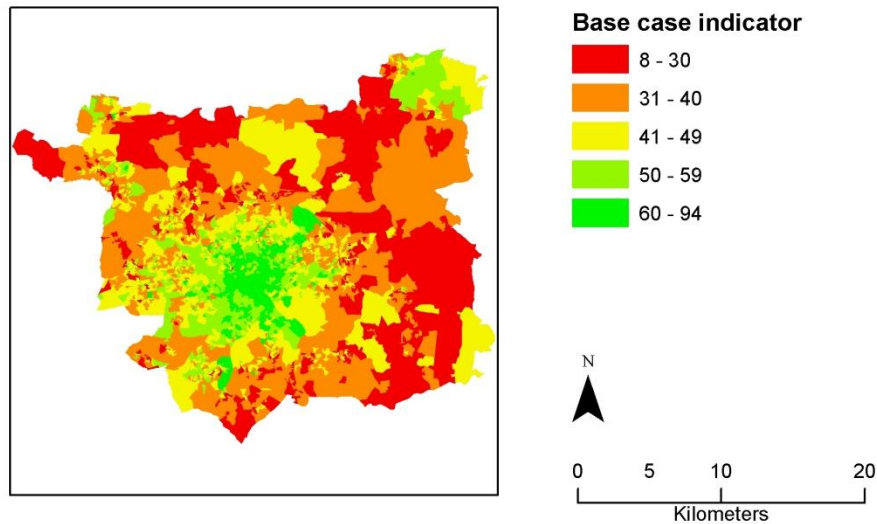 Base case indicator
8 - 30
31 - 40
41 - 49
50 - 59
60 - 94
N
0 5 10 20
Kilometers